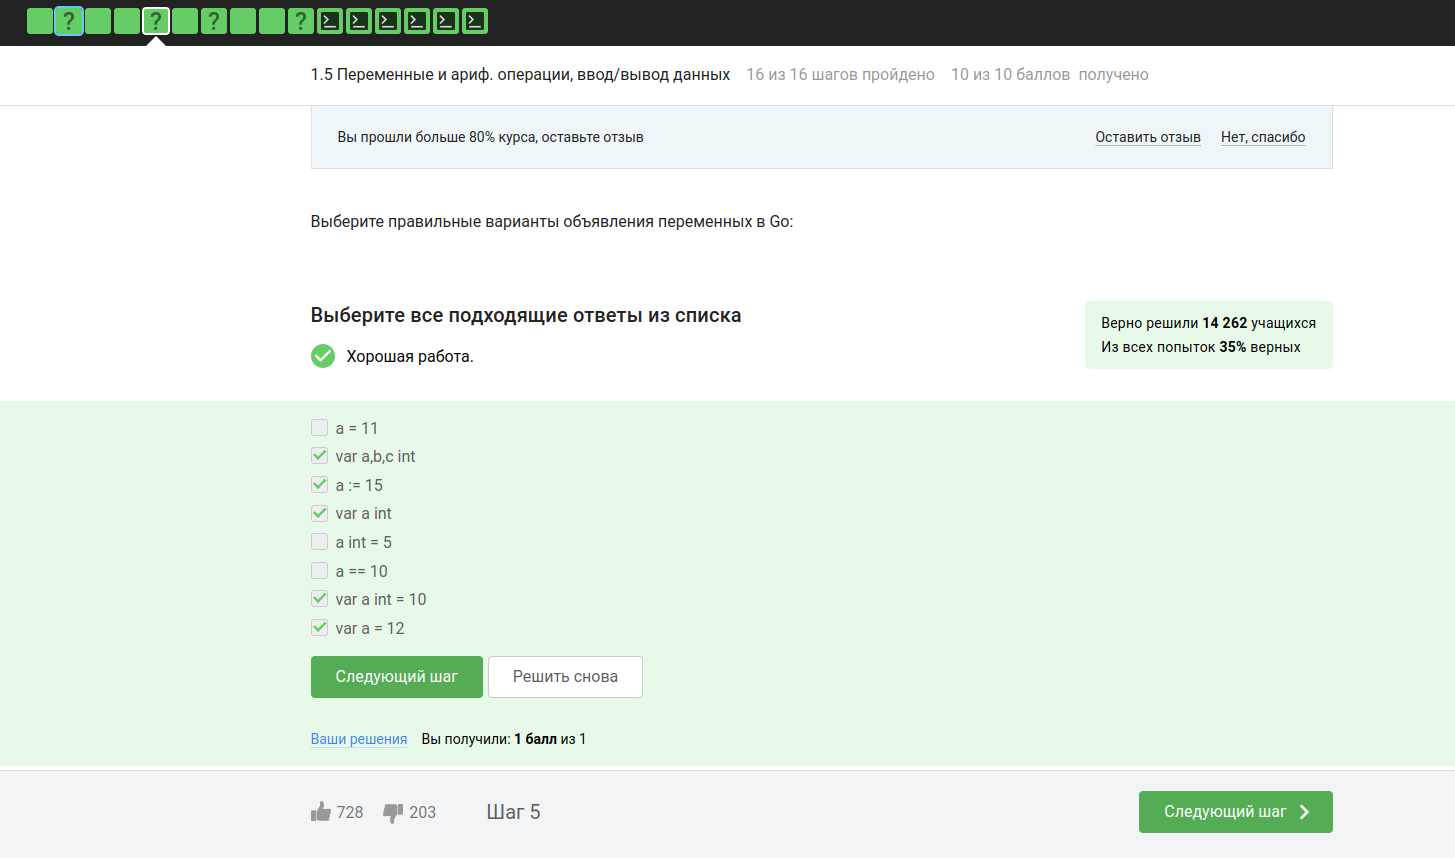 ? ? ? ?
1.5 Переменные и ариф. операции, ввод/вывод данных 16 из 16 шагов пройдено 10 из 10 баллов получено
Вы прошли больше 80% курса, оставьте отзыв Оставить отзыв Нет, спасибо
Выберите правильные варианты объявления переменных в Go:
Выберите все подходящие ответы из списка
Хорошая работа.
Верно решили 14 262 учащихся
Из всех попыток 35% верных
a = 11
var a,b,c int
a := 15
var a int
a int = 5
a == 10
var a int = 10
var a = 12
Следующий шаг Решить снова
Ваши решения Вы получили: 1 балл из 1
728 203 Шаг 5 Следующий шаг